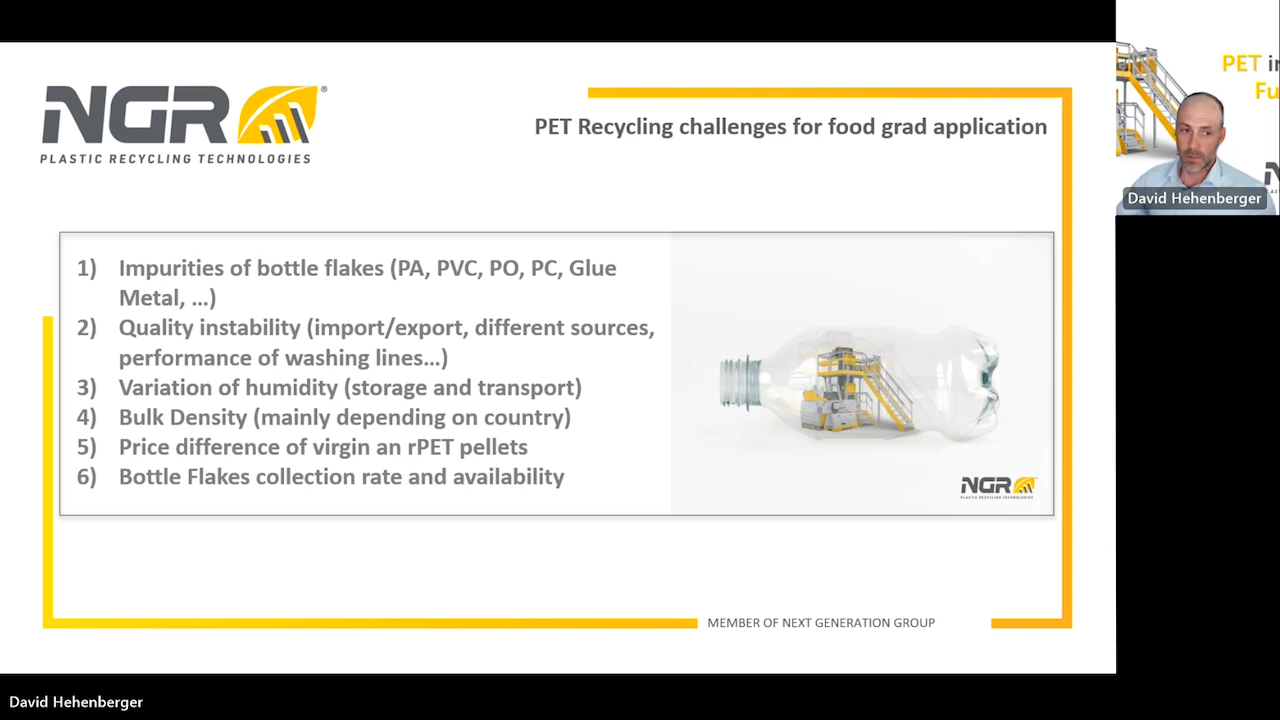 NGR®
PLASTIC RECYCLING TECHNOLOGIES
PET Recycling challenges for food grad application
1) Impurities of bottle flakes (PA, PVC, PO, PC, Glue
Metal, ...)
2) Quality instability (import/export, different sources,
performance of washing lines...)
3) Variation of humidity (storage and transport)
4) Bulk Density (mainly depending on country)
5) Price difference of virgin an rPET pellets
6) Bottle Flakes collection rate and availability
NGR
PLASTIC RECYCLING TECHNOLOGIES
MEMBER OF NEXT GENERATION GROUP
PET
David Hehenberger
David Hehenberger